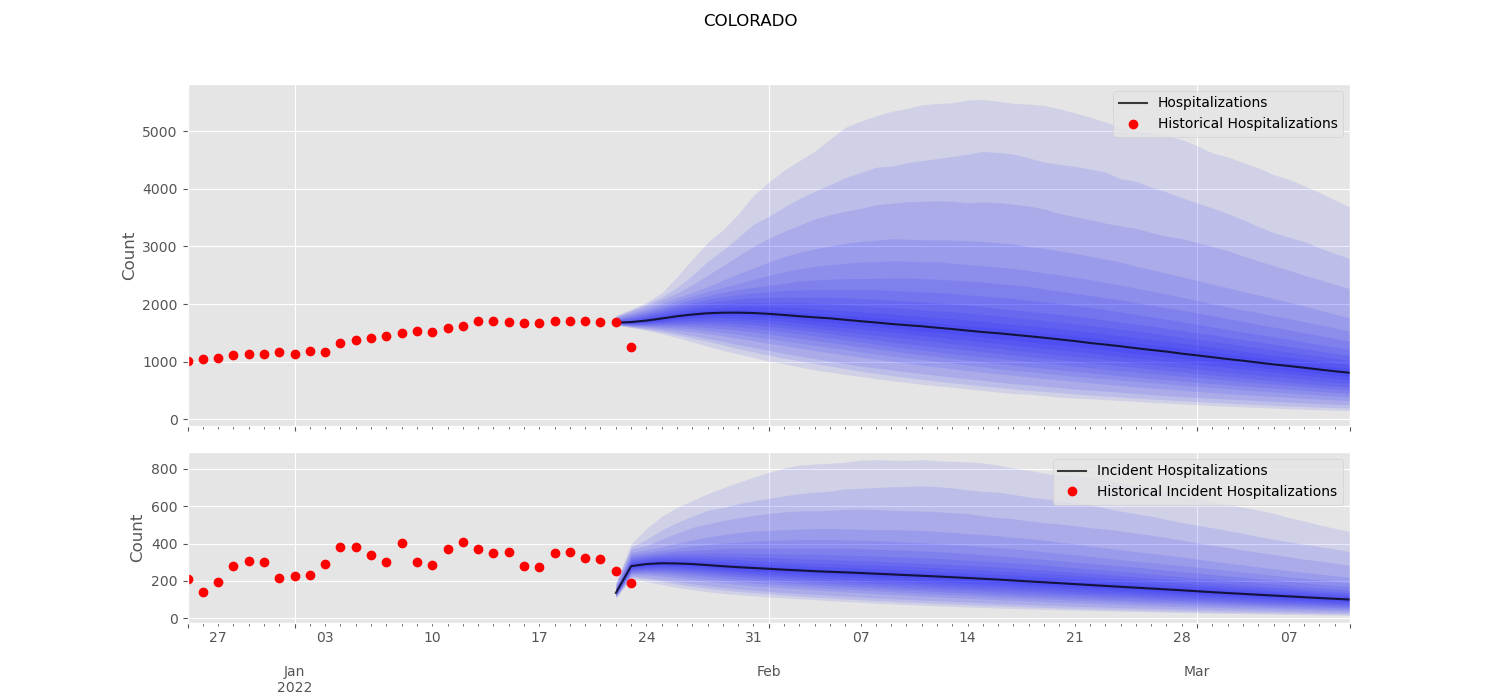 COLORADO
Hospitalizations
Historical Hospitalizations
5000
4000
3000
2000
1000
0
Count
Incident Hospitalizations
Historical Incident Hospitalizations
800
600
400
200
0
Count
27 03 10 17 24 31 07 14 21 28 07
Jan Feb Mar
2022